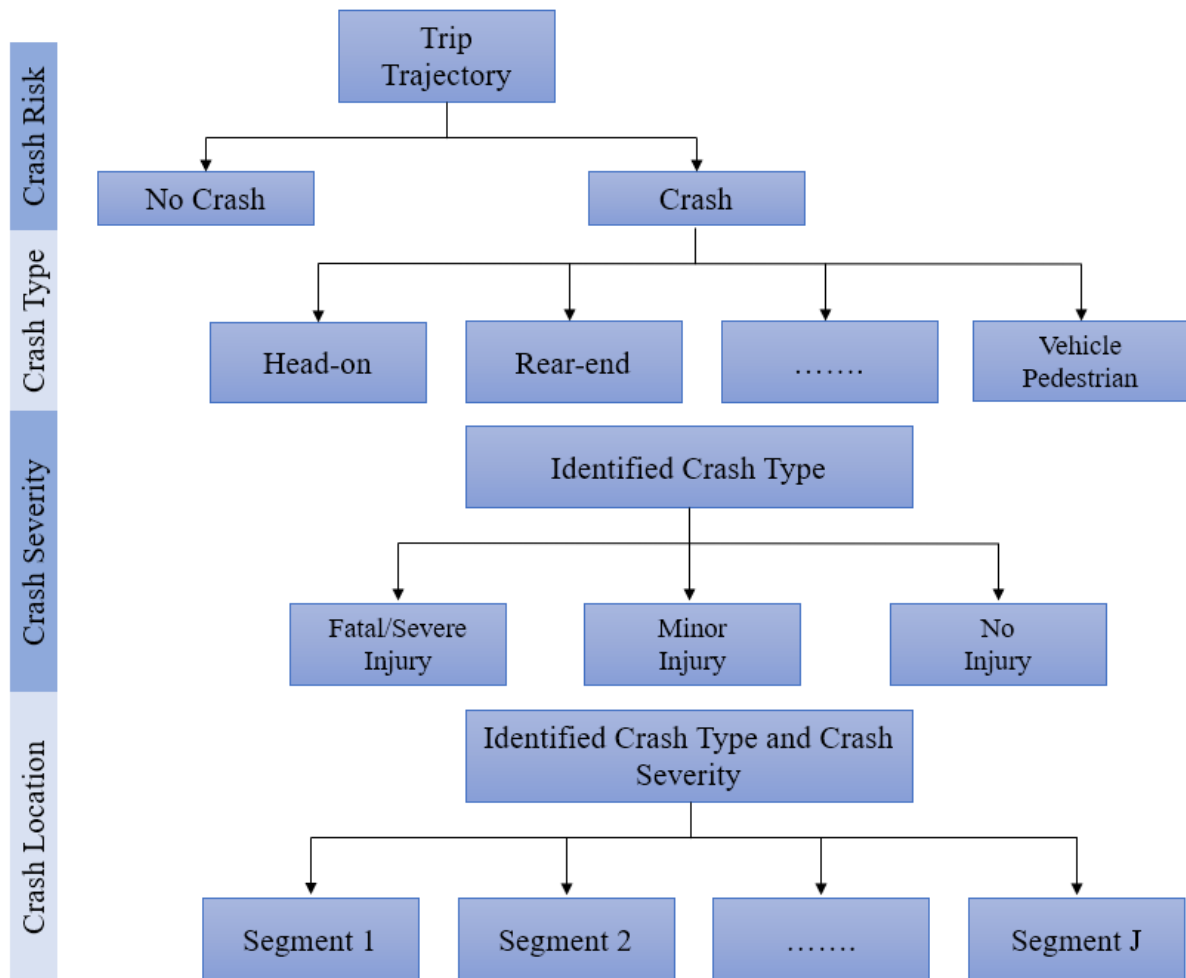 Crash Risk
Trip
Trajectory
No Crash
Crash
Crash Type
Head-on
Rear-end
…….
Vehicle
Pedestrian
Crash Severity
Identified Crash Type
Fatal/Severe
Injury
Minor
Injury
No
Injury
Crash Location
Identified Crash Type and Crash
Severity
Segment 1
Segment 2
…….
Segment J